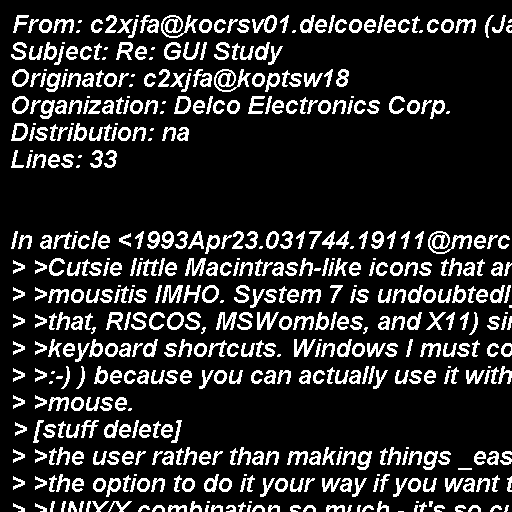 From: c2xjfa@kocrsv01.delcoelect.com (Ja
Subject: Re: GUI Study
Originator: c2xjfa@koptsw18
Organization: Delco Electronics Corp.
Distribution: na
Lines: 33
In article <1993Apr23.031744.19111@merc
> >Cutsie little Macintrash-like icons that ar
> >mousitis IMHO. System 7 is undoubtedly
> >that, RISCOS, MSWombles, and X11) sin
> >keyboard shortcuts. Windows I must co
> >:-) ) because you can actually use it with
> >mouse.
> [stuff delete]
> >the user rather than making things _eas
> >the option to do it your way if you want t
> >UNIX/X combination so much - it's so cu